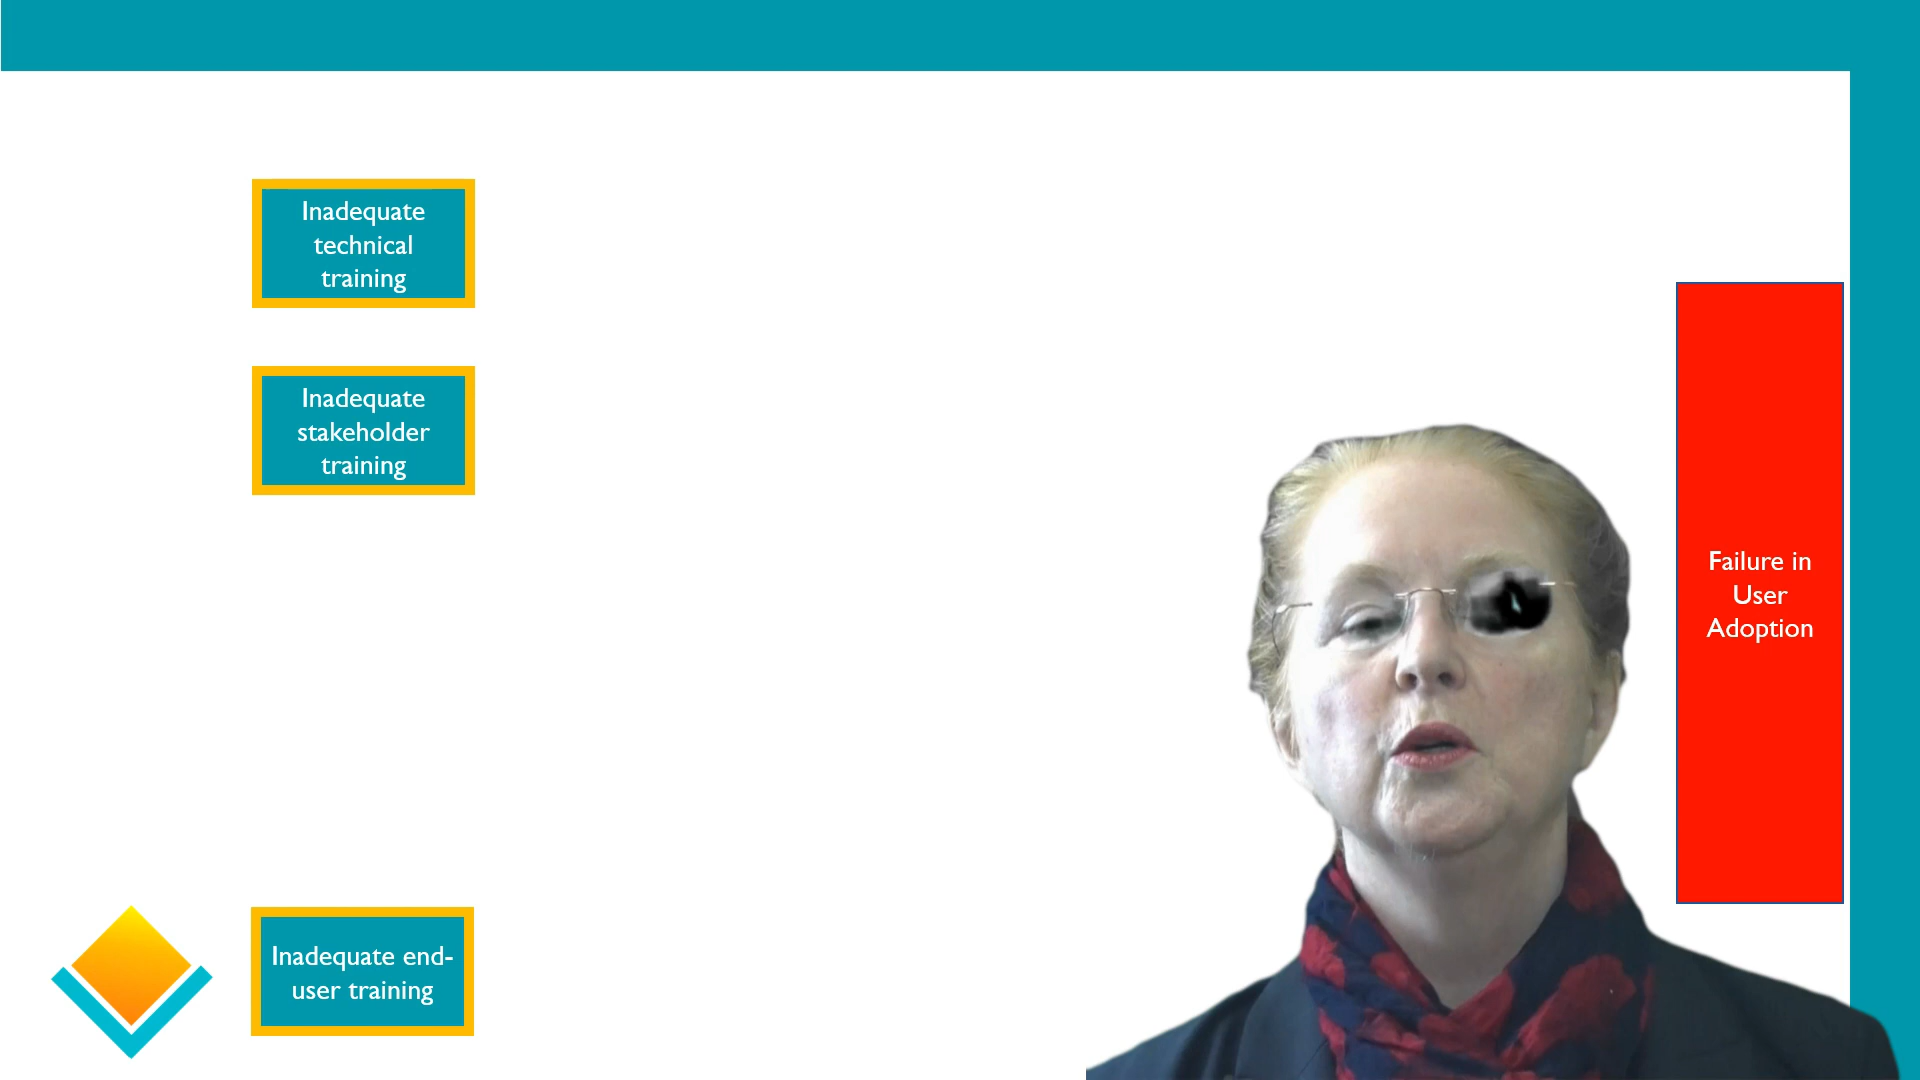 Inadequate
technical
training
Inadequate
stakeholder
training
Failure in
User
Adoption
Inadequate end-
user training